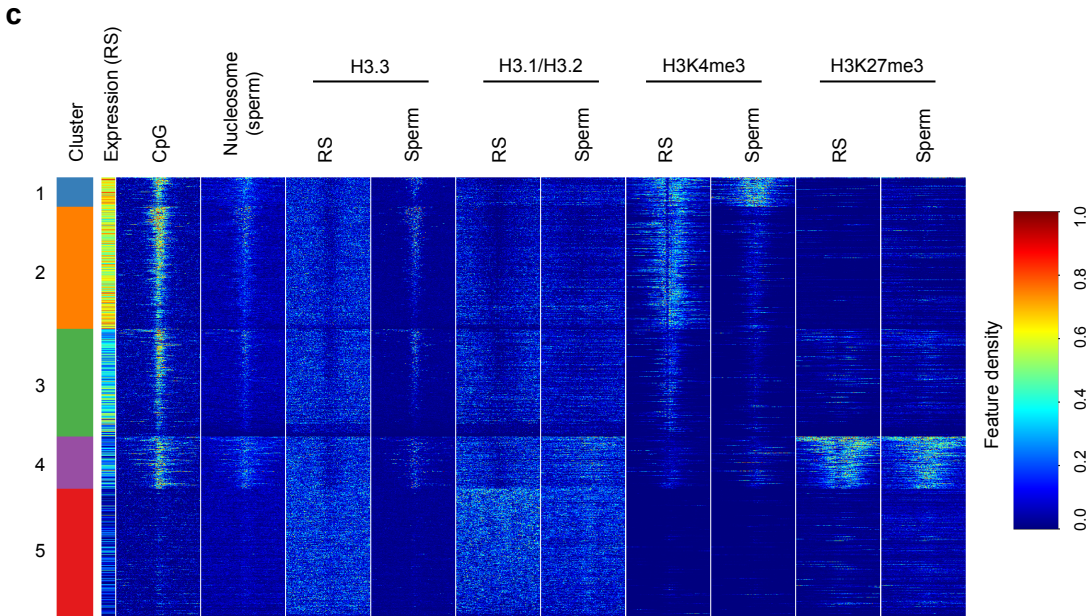 c
Cluster
Expression (RS)
CpG
Nucleosome
(sperm)
H3.3
H3.1/H3.2
H3K4me3
H3K27me3
RS
Sperm
RS
Sperm
RS
Sperm
RS
Sperm
1
2
3
4
5
Feature density
1.0
0.8
0.6
0.4
0.2
0.0